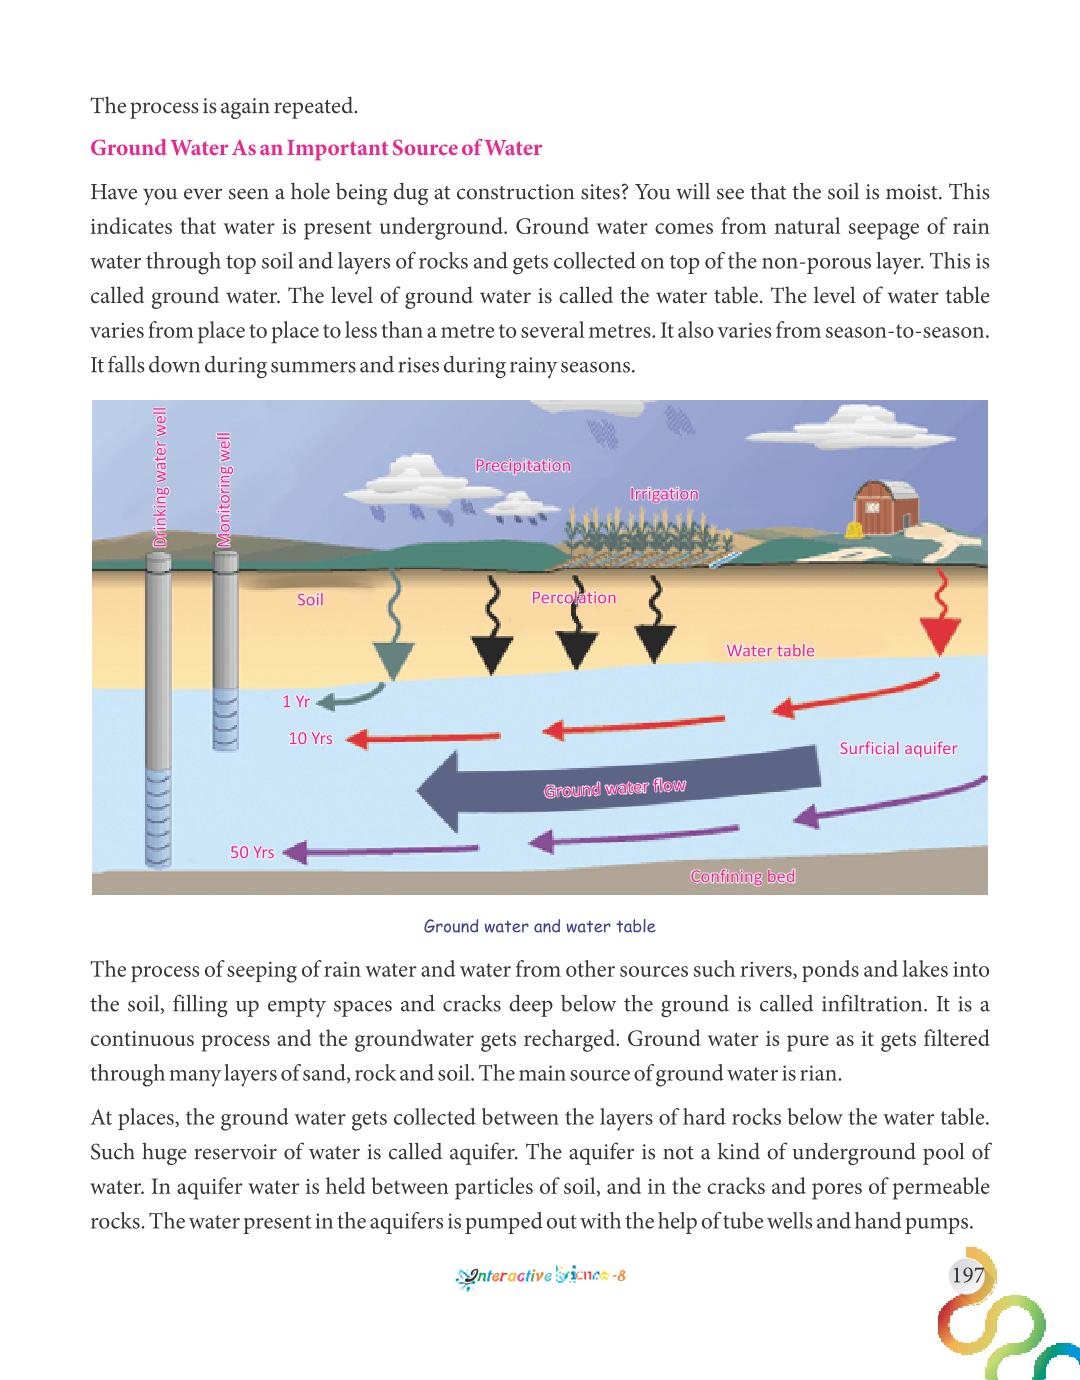 The process is again repeated.
Ground Water As an Important Source of Water
Have you ever seen a hole being dug at construction sites? You will see that the soil is moist. This
indicates that water is present underground. Ground water comes from natural seepage of rain
water through top soil and layers of rocks and gets collected on top of the non-porous layer. This is
called ground water. The level of ground water is called the water table. The level of water table
varies from place to place to less than a metre to several metres. It also varies from season-to-season.
It falls down during summers and rises during rainy seasons.
Drinking water well
Monitoring well
Precipitation
Irrigation
Soil
Percolation
Water table
1 Yr
10 Yrs
Surficial aquifer
Ground water flow
50 Yrs
Confining bed
Ground water and water table
The process of seeping of rain water and water from other sources such rivers, ponds and lakes into
the soil, filling up empty spaces and cracks deep below the ground is called infiltration. It is a
continuous process and the groundwater gets recharged. Ground water is pure as it gets filtered
through many layers of sand, rock and soil. The main source of ground water is rian.
At places, the ground water gets collected between the layers of hard rocks below the water table.
Such huge reservoir of water is called aquifer. The aquifer is not a kind of underground pool of
water. In aquifer water is held between particles of soil, and in the cracks and pores of permeable
rocks. The water present in the aquifers is pumped out with the help of tube wells and hand pumps.
Interactive Science -8
197